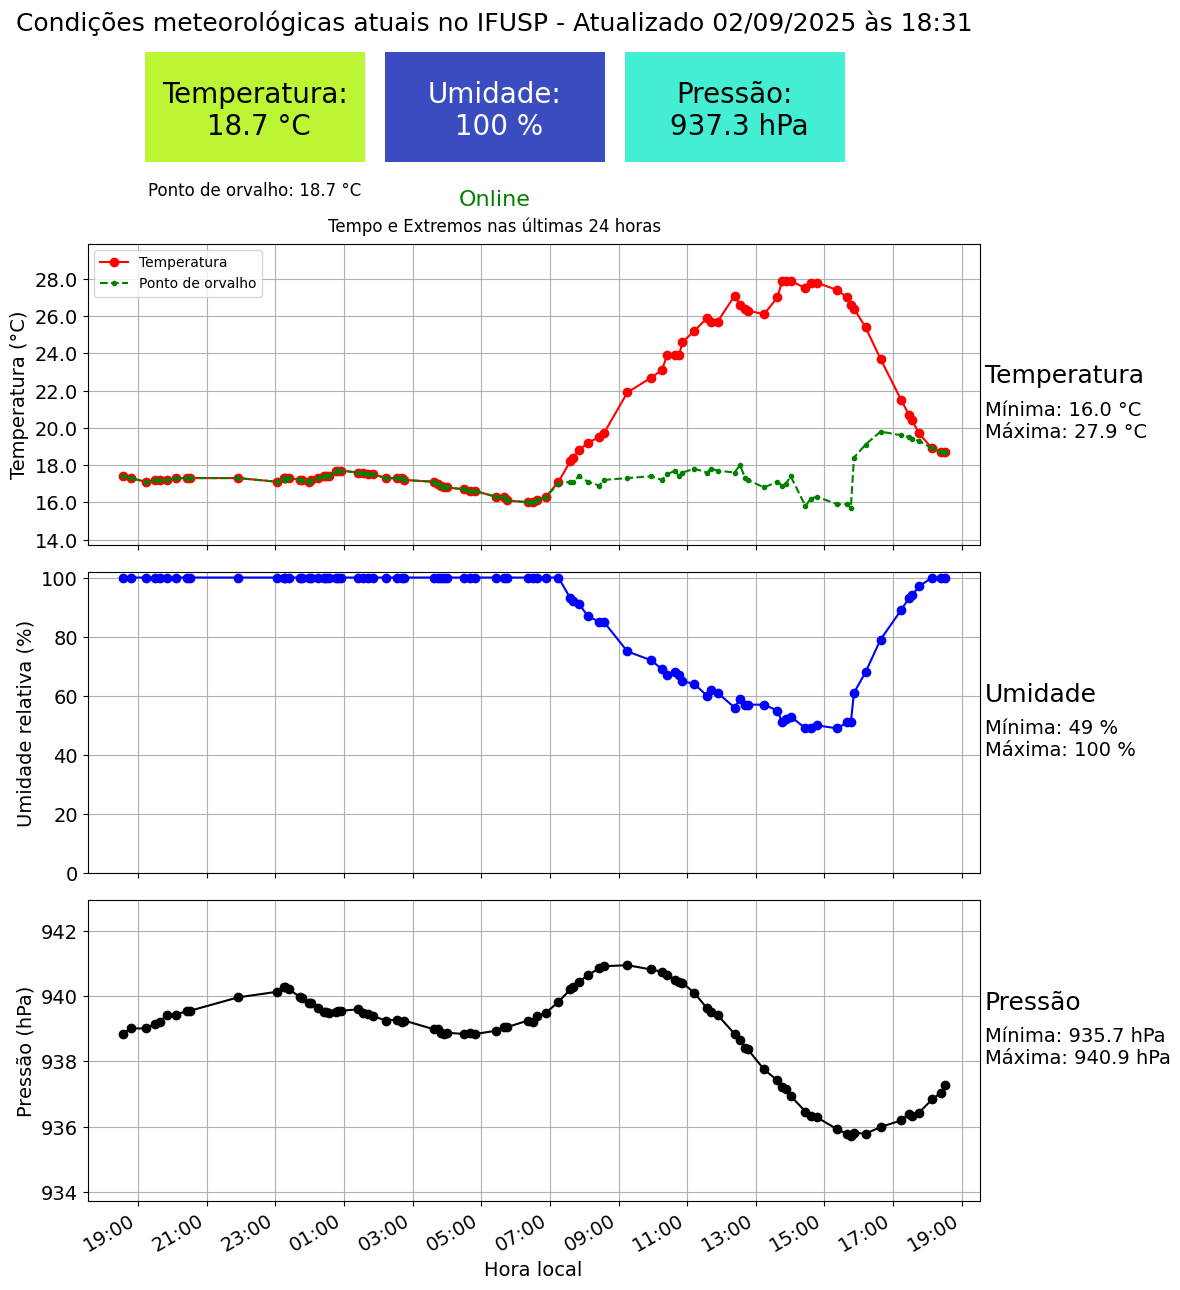 Condições meteorológicas atuais no IFUSP - Atualizado 02/09/2025 às 18:31
Temperatura:
18.7 °C
Umidade:
100 %
Pressão:
937.3 hPa
Ponto de orvalho: 18.7 °C
Online
Tempo e Extremos nas últimas 24 horas
Temperatura
Ponto de orvalho
Temperatura (°C)
28.0
26.0
24.0
22.0
20.0
18.0
16.0
14.0
Temperatura
Mínima: 16.0 °C
Máxima: 27.9 °C
Umidade relativa (%)
100
80
60
40
20
0
Umidade
Mínima: 49 %
Máxima: 100 %
Pressão (hPa)
942
940
938
936
934
Pressão
Mínima: 935.7 hPa
Máxima: 940.9 hPa
19:00
21:00
23:00
01:00
03:00
05:00
07:00
09:00
11:00
13:00
15:00
17:00
19:00
Hora local